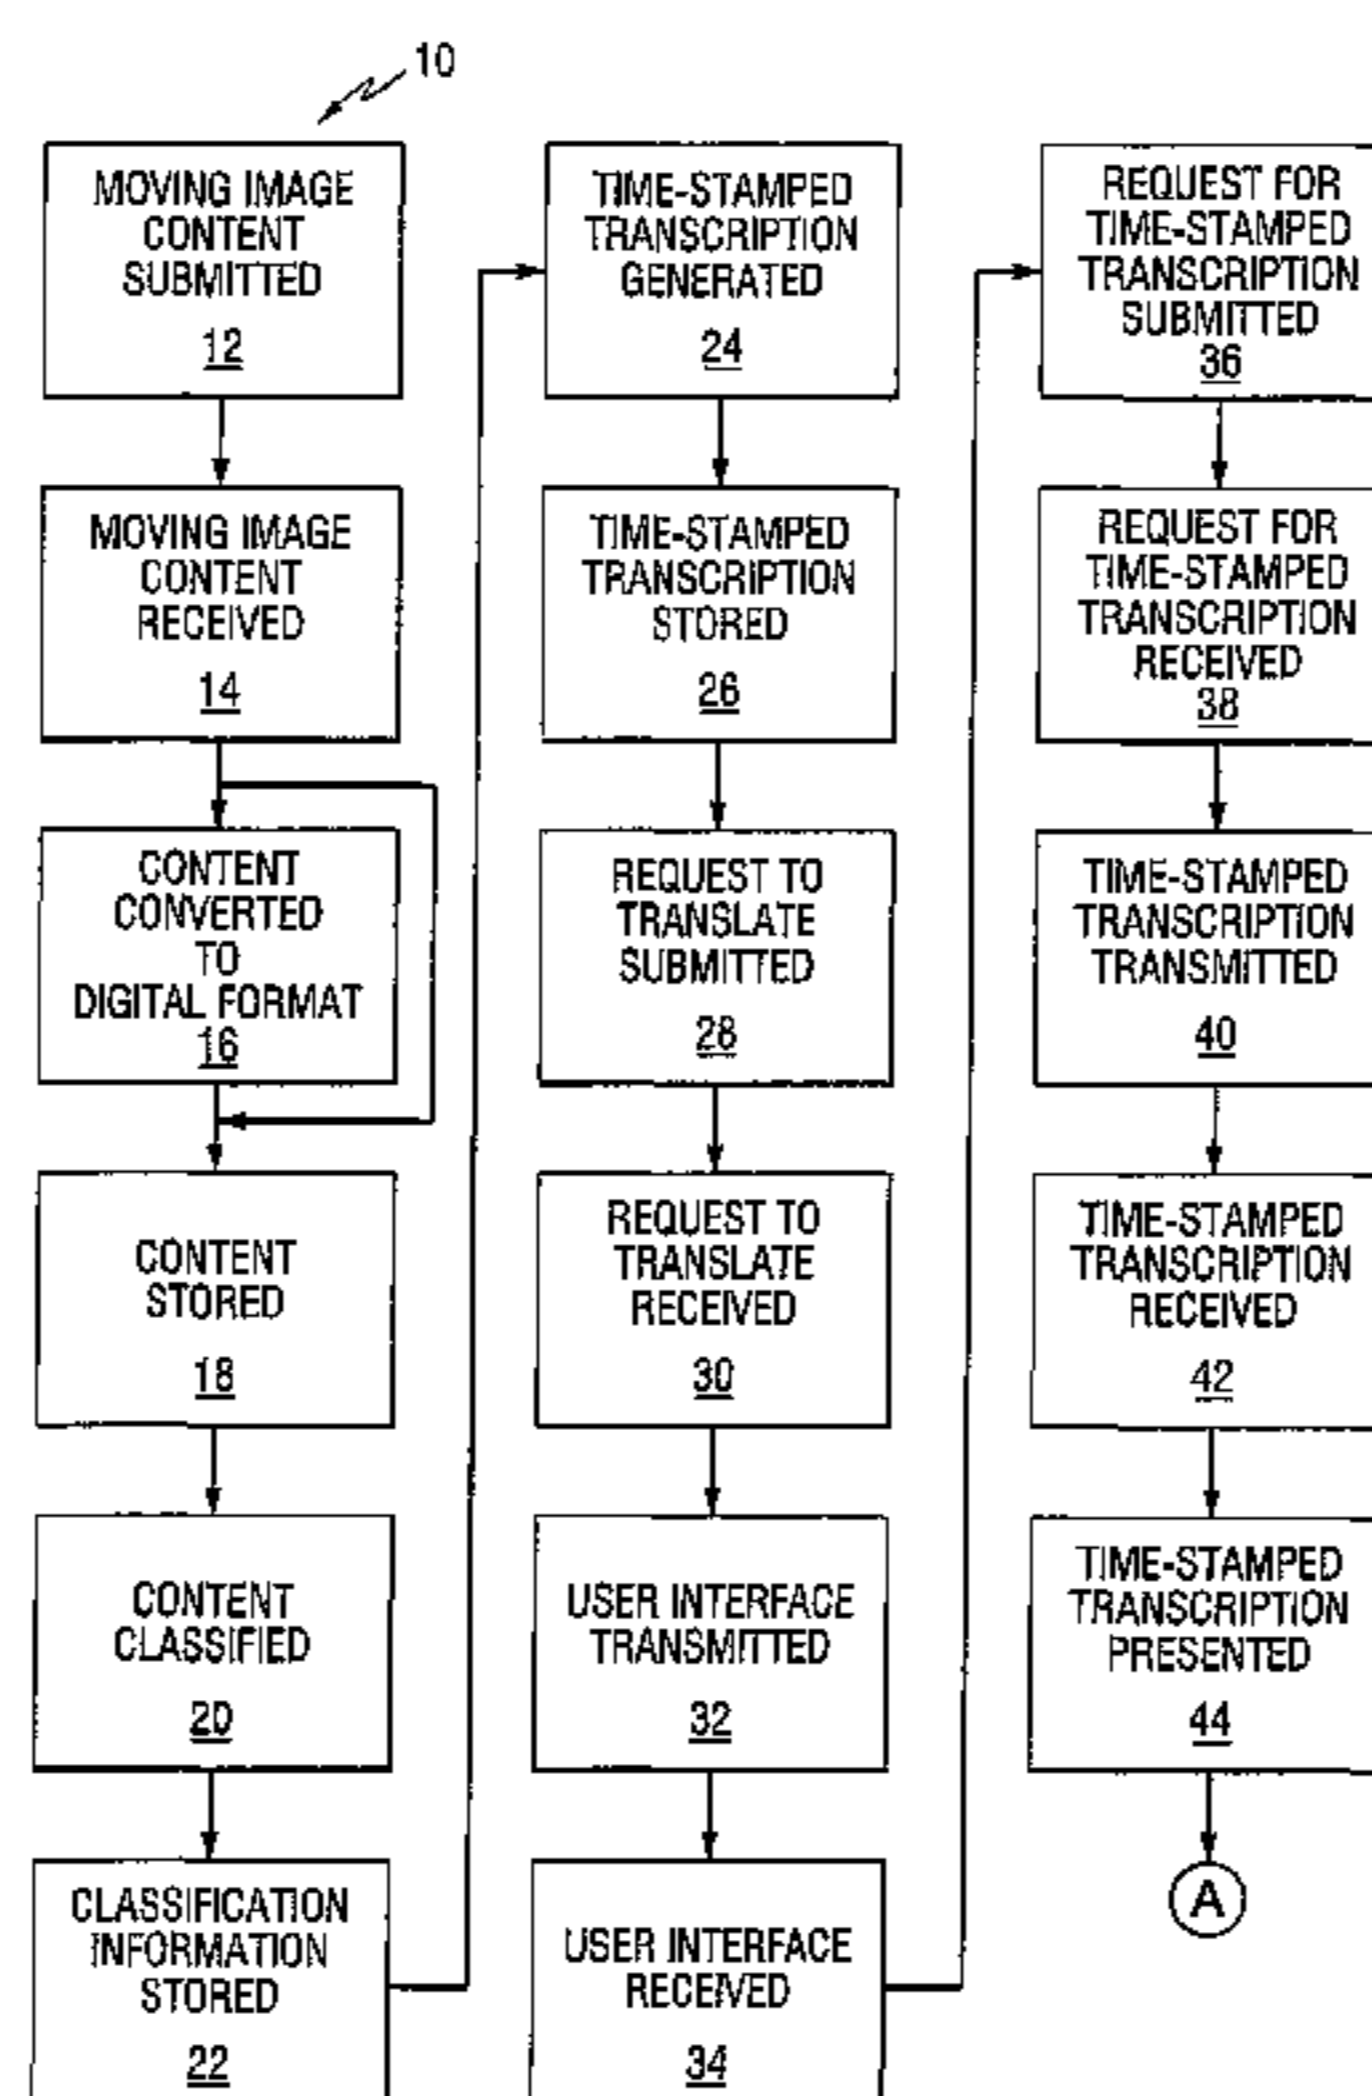 10
MOVING IMAGE
CONTENT
SUBMITTED
12
MOVING IMAGE
CONTENT
RECEIVED
14
CONTENT
CONVERTED
TO
DIGITAL FORMAT
16
CONTENT
STORED
18
CONTENT
CLASSIFIED
20
CLASSIFICATION
INFORMATION
STORED
22
TIME-STAMPED
TRANSCRIPTION
GENERATED
24
TIME-STAMPED
TRANSCRIPTION
STORED
26
REQUEST TO
TRANSLATE
SUBMITTED
28
REQUEST TO
TRANSLATE
RECEIVED
30
USER INTERFACE
TRANSMITTED
32
USER INTERFACE
RECEIVED
34
REQUEST FOR
TIME-STAMPED
TRANSCRIPTION
SUBMITTED
36
REQUEST FOR
TIME-STAMPED
TRANSCRIPTION
RECEIVED
38
TIME-STAMPED
TRANSCRIPTION
TRANSMITTED
40
TIME-STAMPED
TRANSCRIPTION
RECEIVED
42
TIME-STAMPED
TRANSCRIPTION
PRESENTED
44
A